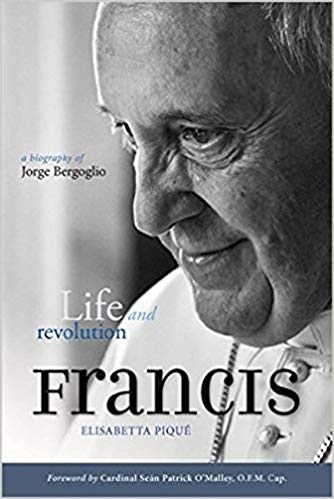 a biography of
Jorge Bergoglio
Life and
revolution
Francis
ELISABETTA PIQUÉ
Foreword by Cardinal Seán Patrick O'Malley, O.F.M. Cap.